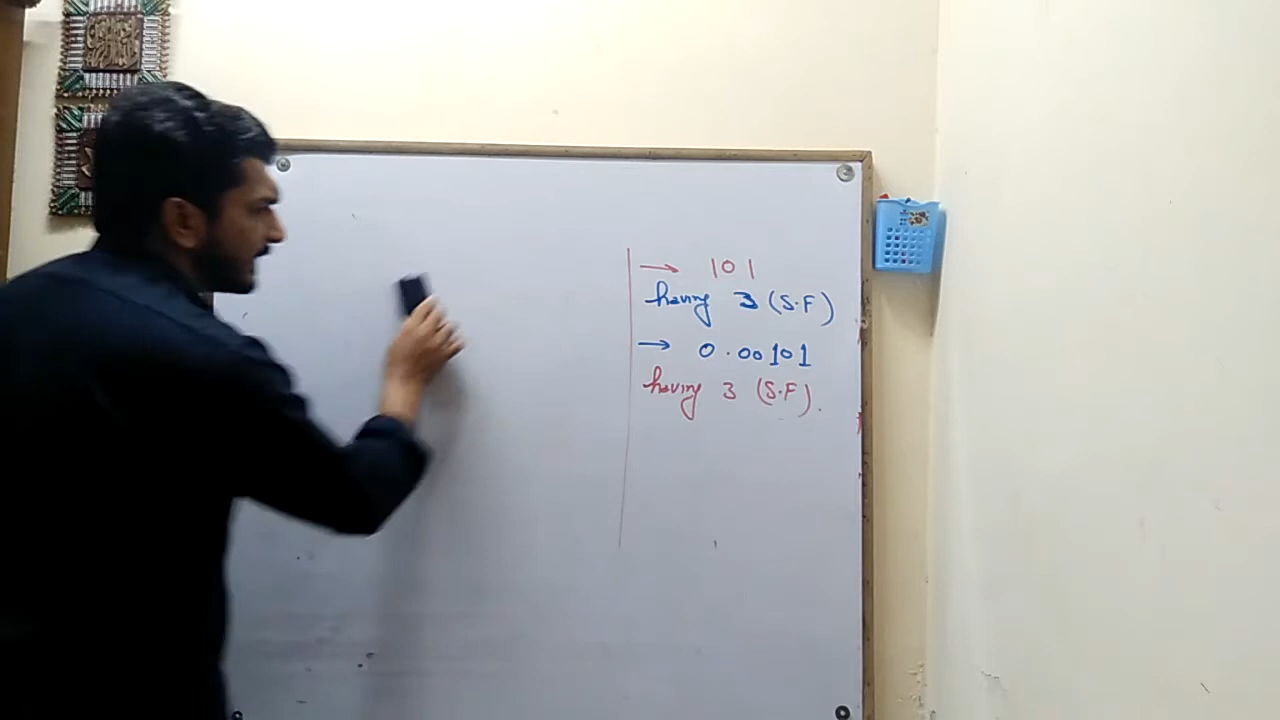 → 101
having 3 (S.F)
→ 0.00101
having 3 (S.F).